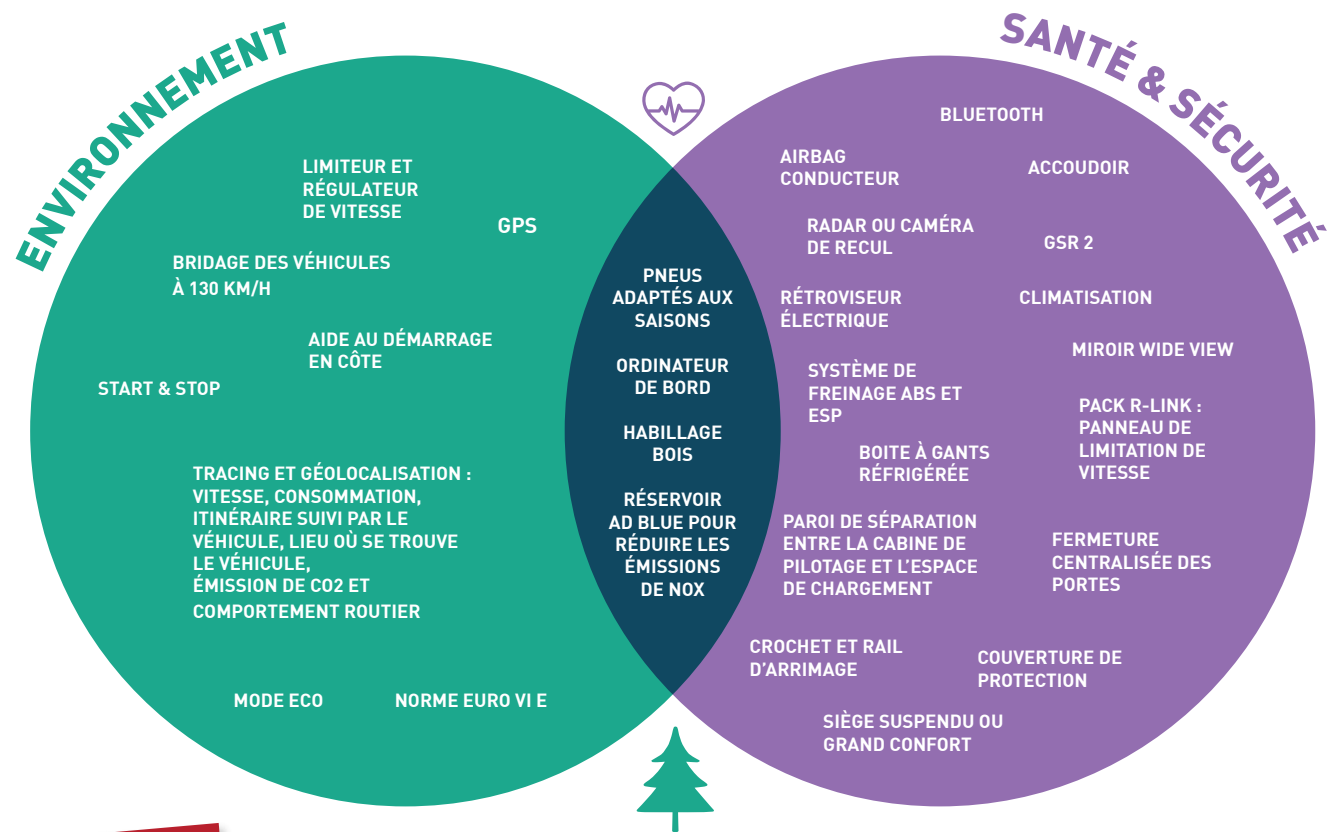 ENVIRONNEMENT
LIMITEUR ET
RÉGULATEUR
DE VITESSE
GPS
BRIDAGE DES VÉHICULES
À 130 KM/H
AIDE AU DÉMARRAGE
EN CÔTE
START & STOP
TRACING ET GÉOLOCALISATION :
VITESSE, CONSOMMATION,
ITINÉRAIRE SUIVI PAR LE
VÉHICULE, LIEU OÙ SE TROUVE
LE VÉHICULE,
ÉMISSION DE CO2 ET
COMPORTEMENT ROUTIER
MODE ECO
NORME EURO VI E
PNEUS
ADAPTÉS AUX
SAISONS
ORDINATEUR
DE BORD
HABILLAGE
BOIS
RÉSERVOIR
AD BLUE POUR
RÉDUIRE LES
ÉMISSIONS
DE NOX
SANTÉ & SÉCURITÉ
BLUETOOTH
AIRBAG
CONDUCTEUR
ACCOUDOIR
RADAR OU CAMÉRA
DE RECUL
GSR 2
RÉTROVISEUR
ÉLECTRIQUE
CLIMATISATION
MIROIR WIDE VIEW
SYSTÈME DE
FREINAGE ABS ET
ESP
PACK R-LINK :
PANNEAU DE
LIMITATION DE
VITESSE
BOITE À GANTS
RÉFRIGÉRÉE
PAROI DE SÉPARATION
ENTRE LA CABINE DE
PILOTAGE ET L'ESPACE
DE CHARGEMENT
FERMETURE
CENTRALISÉE DES
PORTES
CROCHET ET RAIL
D'ARRIMAGE
COUVERTURE DE
PROTECTION
SIÈGE SUSPENDU OU
GRAND CONFORT